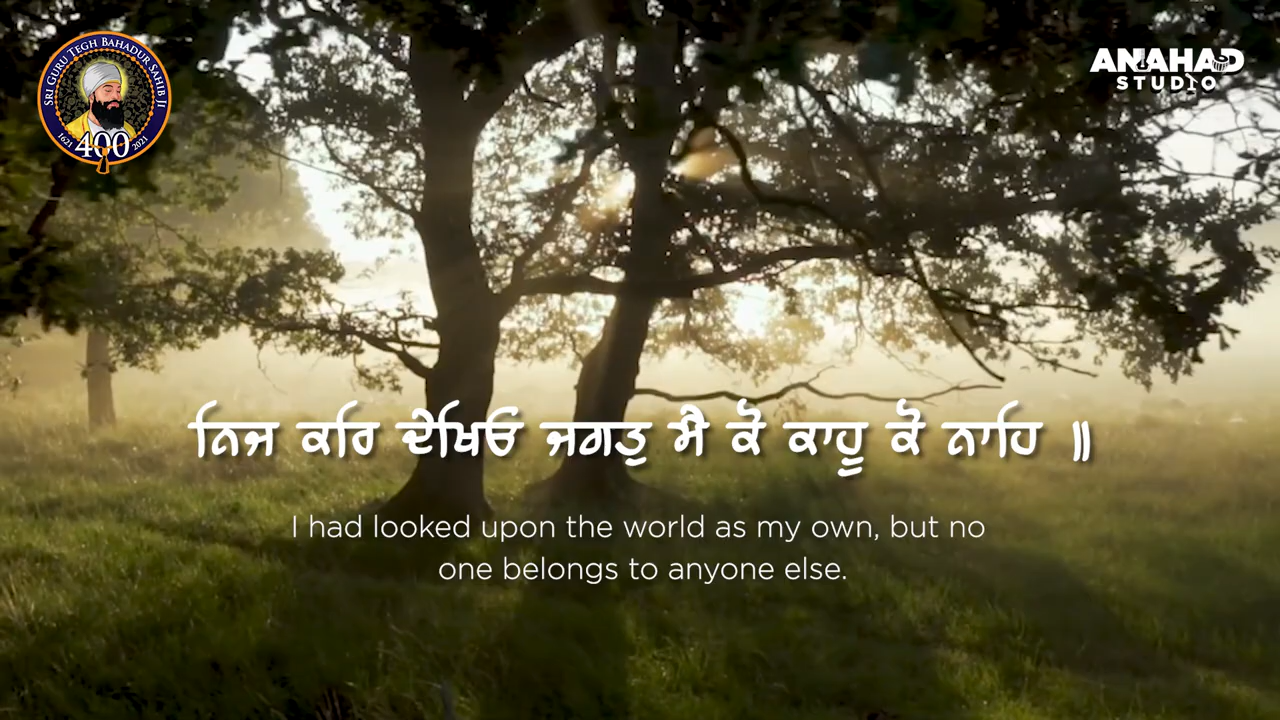 SRI GURU TEGH BAHADUR SAHIB JI
1621 400 2021
ANAHAD
STUDIO
ਨਿਜ ਕਰਿ ਦੇਖਿਓ ਜਗਤੁ ਮੈ ਕੋ ਕਾਹੂ ਕੋ ਨਾਹਿ ॥
I had looked upon the world as my own, but no
one belongs to anyone else.